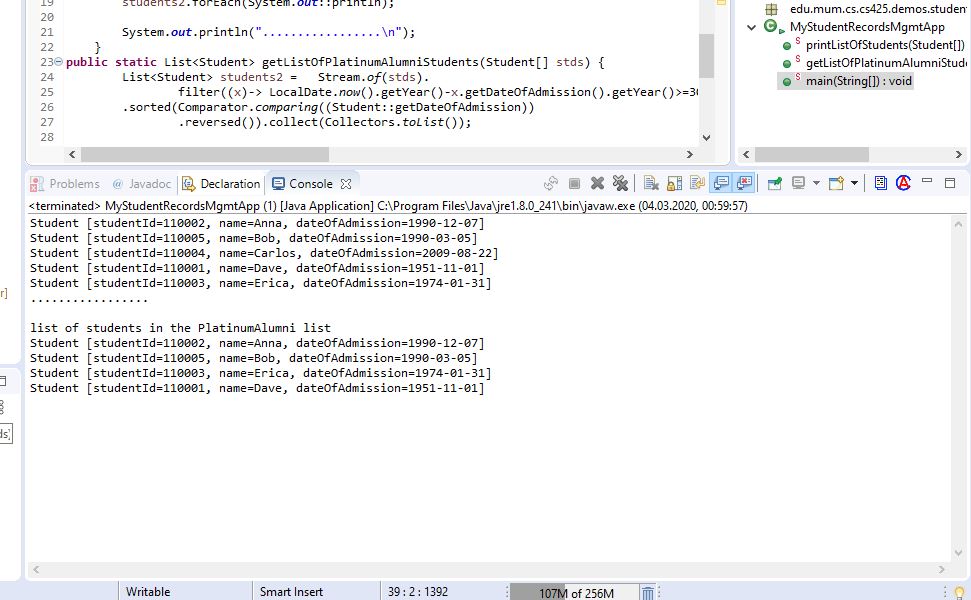 19 students2.forEach(System.out::println);
20
21 System.out.println(".................\n");
22 }
23 public static List<Student> getListOfPlatinumAlumniStudents(Student[] stds) {
24 List<Student> students2 = Stream.of(stds).
25 filter((x)-> LocalDate.now().getYear()-x.getDateOfAdmission().getYear()>=30
26 .sorted(Comparator.comparing((Student::getDateOfAdmission))
27 .reversed()).collect(Collectors.toList());
28
edu.mum.cs.cs425.demos.student
MyStudentRecordsMgmtApp
printListOfStudents(Student[])
getListOfPlatinumAlumniStude
main(String[]) : void
Problems @ Javadoc Declaration Console
<terminated> MyStudentRecordsMgmtApp (1) [Java Application] C:\Program Files\Java\jre1.8.0_241\bin\javaw.exe (04.03.2020, 00:59:57)
Student [studentId=110002, name=Anna, dateOfAdmission=1990-12-07]
Student [studentId=110005, name=Bob, dateOfAdmission=1990-03-05]
Student [studentId=110004, name=Carlos, dateOfAdmission=2009-08-22]
Student [studentId=110001, name=Dave, dateOfAdmission=1951-11-01]
Student [studentId=110003, name=Erica, dateOfAdmission=1974-01-31]
.................
list of students in the PlatinumAlumni list
Student [studentId=110002, name=Anna, dateOfAdmission=1990-12-07]
Student [studentId=110005, name=Bob, dateOfAdmission=1990-03-05]
Student [studentId=110003, name=Erica, dateOfAdmission=1974-01-31]
Student [studentId=110001, name=Dave, dateOfAdmission=1951-11-01]
r]
ds]
Writable Smart Insert 39 : 2 : 1392 107M of 256M